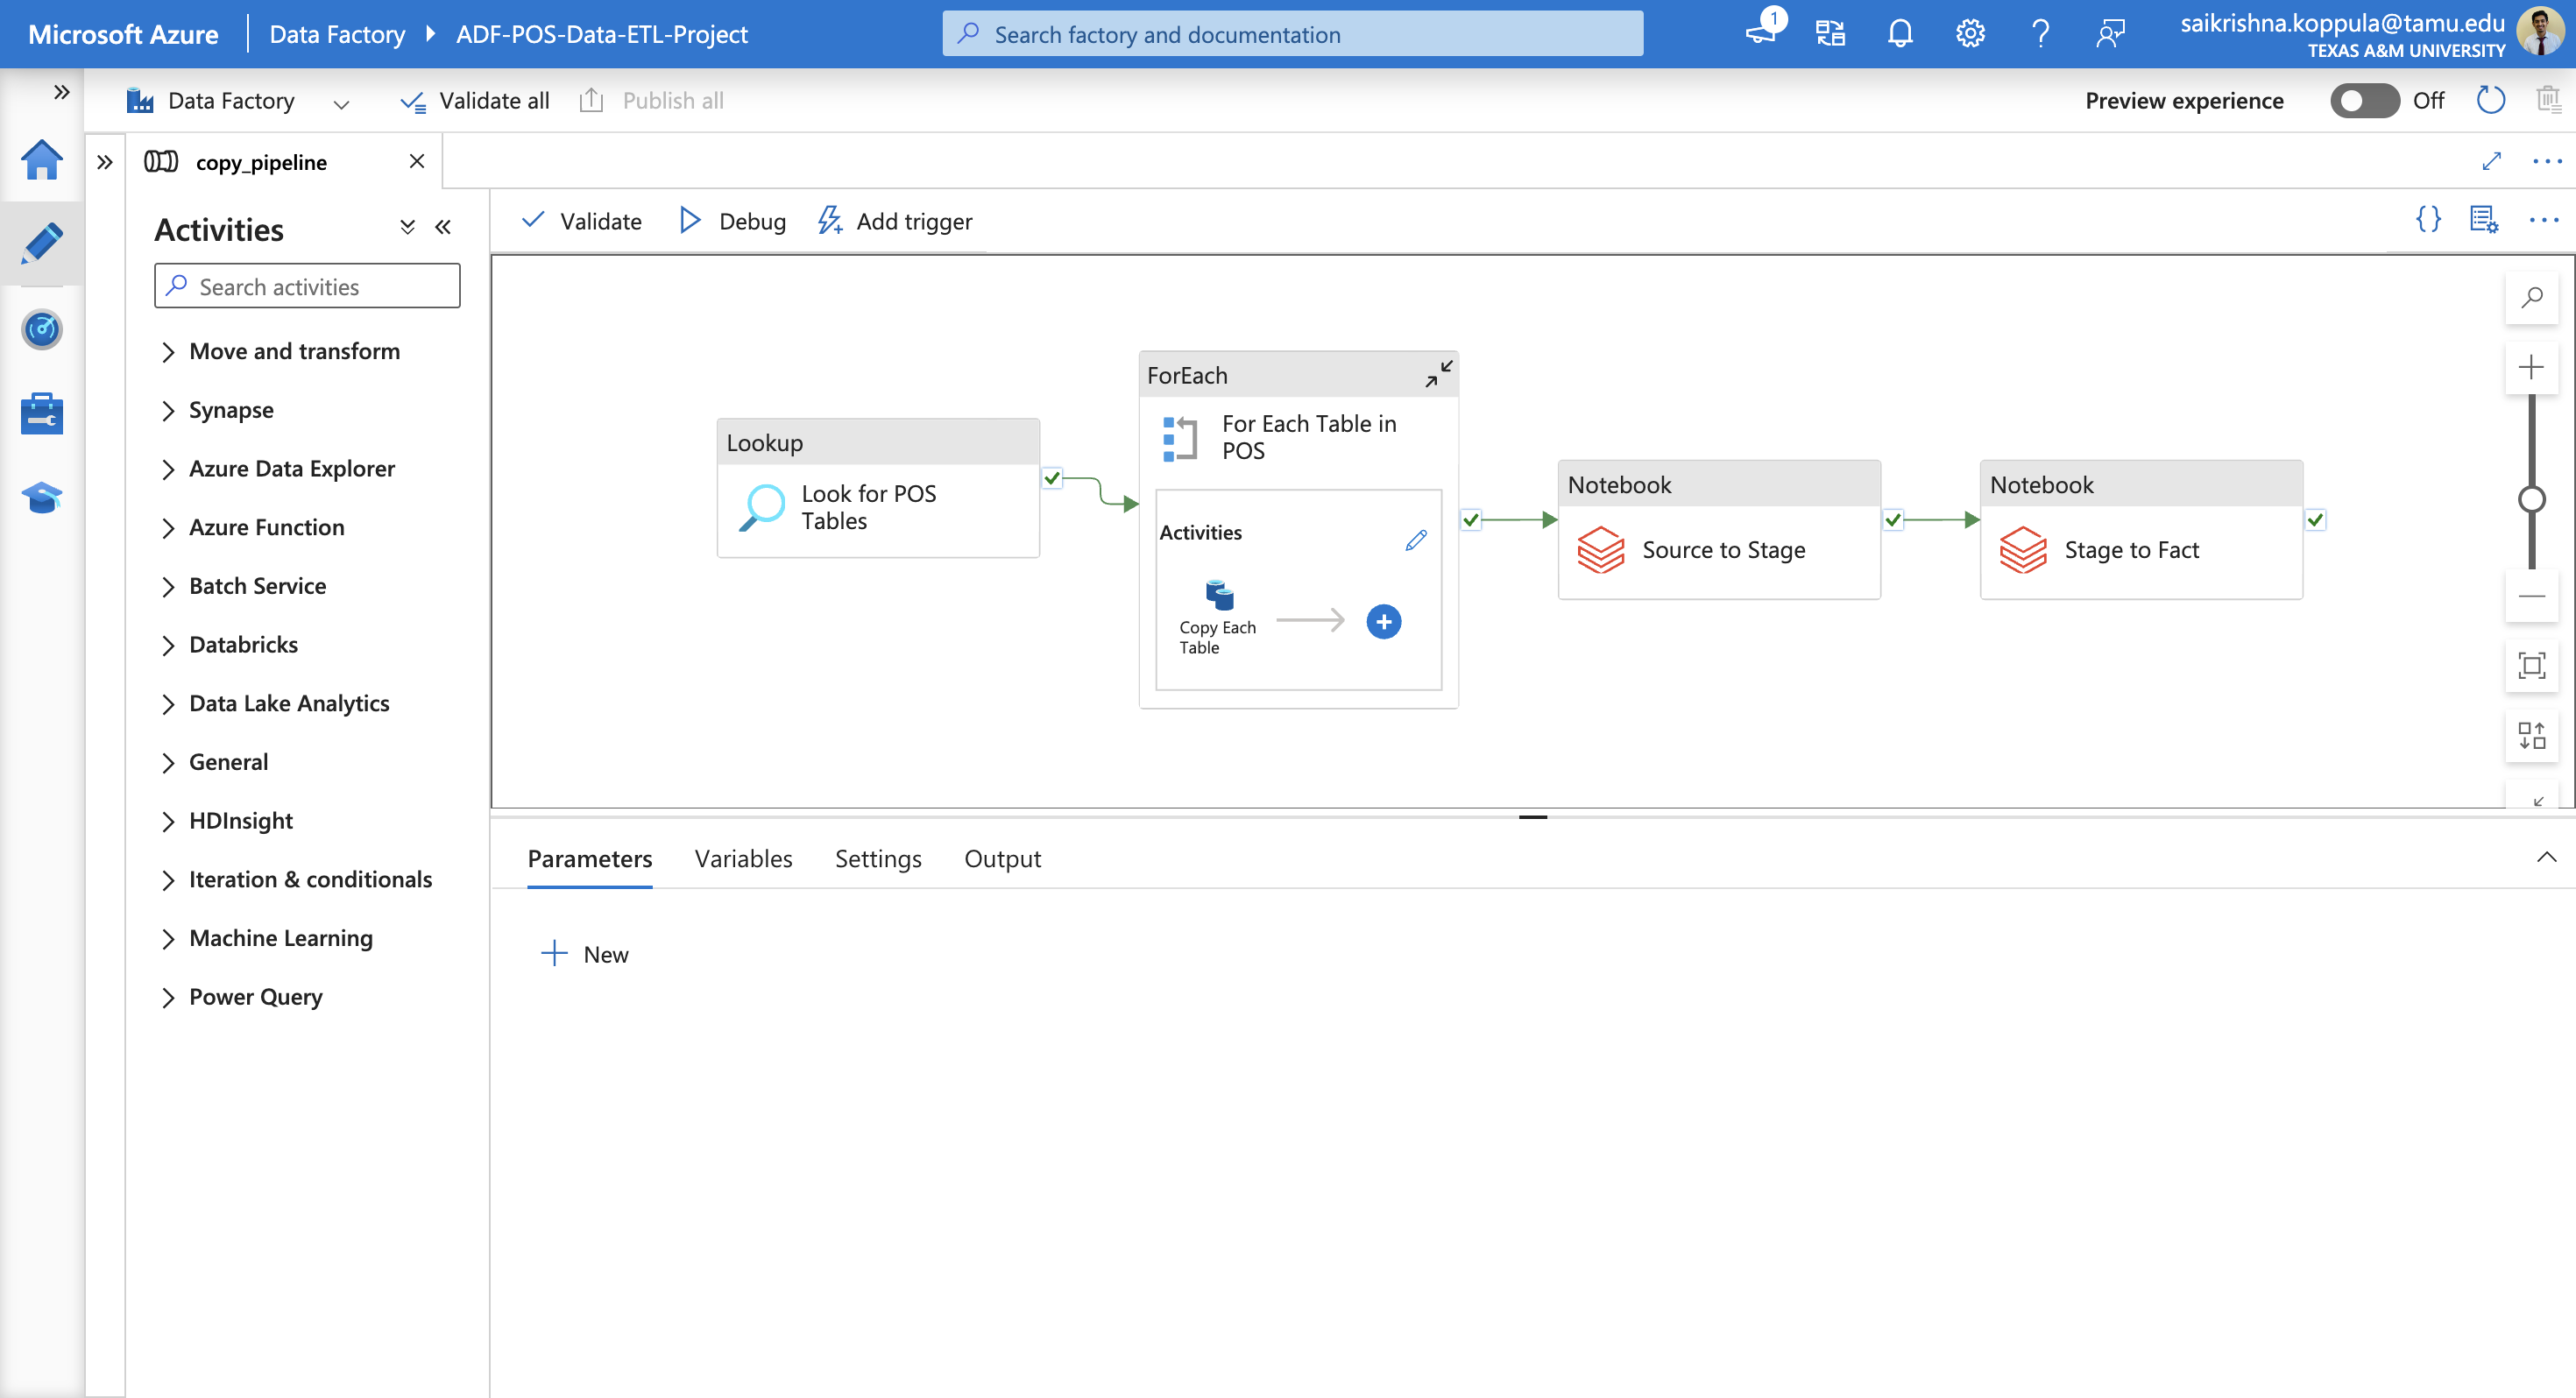 Microsoft Azure
Data Factory
ADF-POS-Data-ETL-Project
Search factory and documentation
1
saikrishna.koppula@tamu.edu
TEXAS A&M UNIVERSITY
Data Factory
Validate all
Publish all
Preview experience
Off
copy_pipeline
Activities
Search activities
Move and transform
Synapse
Azure Data Explorer
Azure Function
Batch Service
Databricks
Data Lake Analytics
General
HDInsight
Iteration & conditionals
Machine Learning
Power Query
Validate
Debug
Add trigger
{}
Lookup
Look for POS
Tables
ForEach
For Each Table in
POS
Activities
Copy Each
Table
Notebook
Source to Stage
Notebook
Stage to Fact
Parameters
Variables
Settings
Output
New